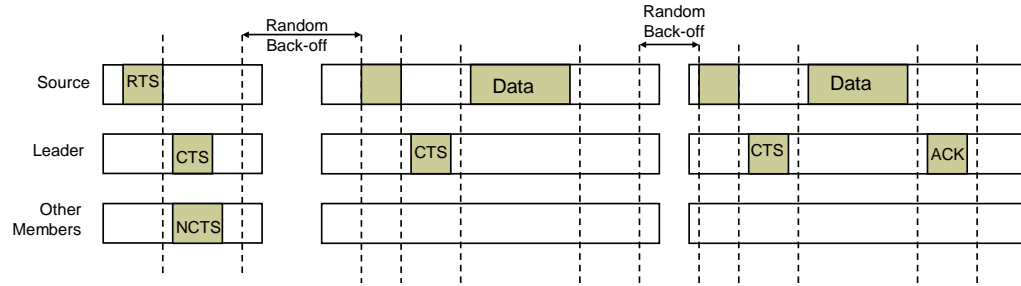 Random
Back-off
Random
Back-off
Source
RTS
Data
Data
Leader
CTS
CTS
CTS
ACK
Other
Members
NCTS